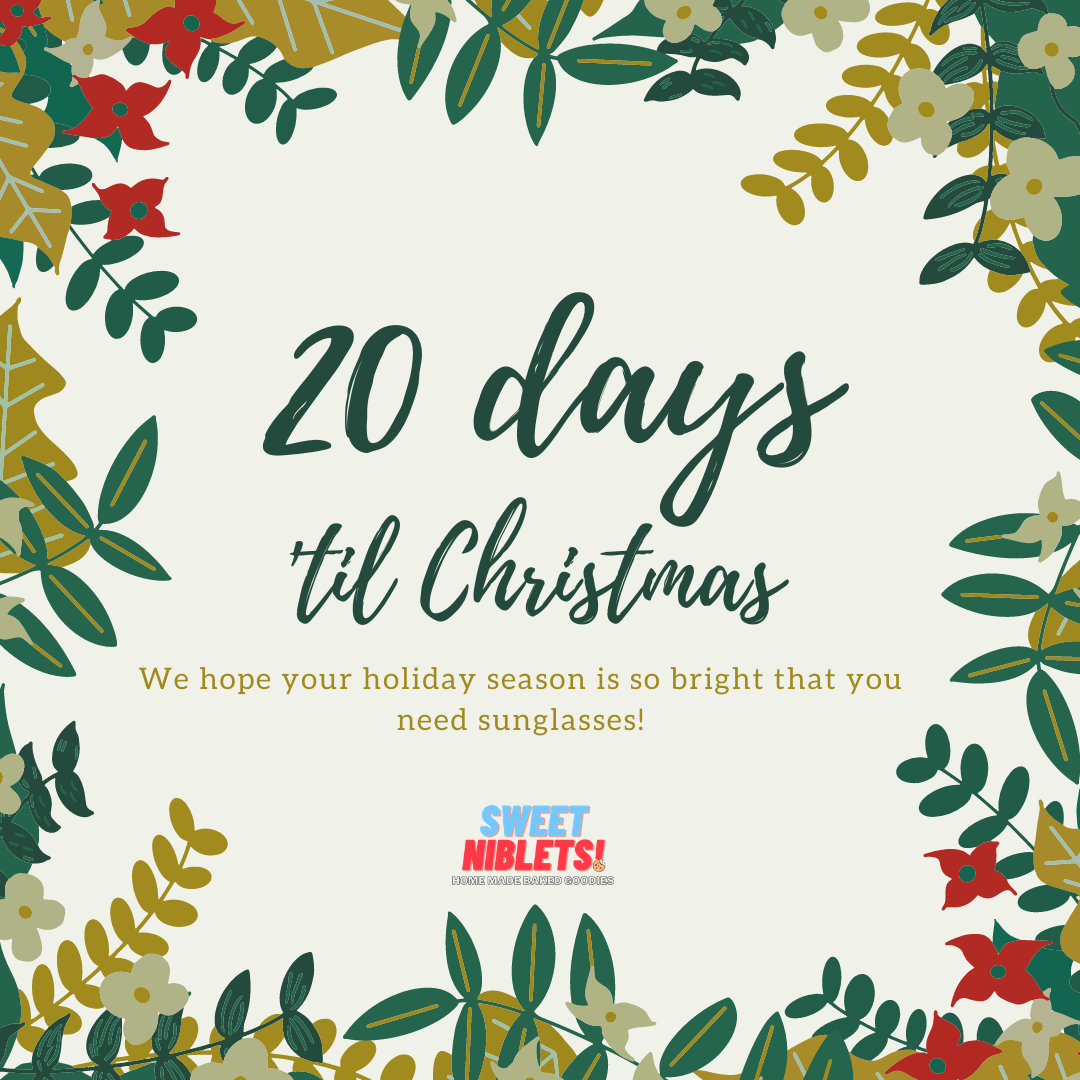 20 days
'til Christmas
We hope your holiday season is so bright that you
need sunglasses!
SWEET
NIBLETS!
HOME MADE BAKED GOODIES